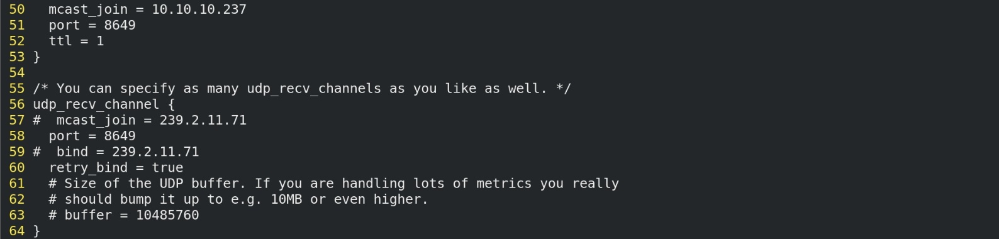 50   mcast_join = 10.10.10.237
51   port = 8649
52   ttl = 1
53 }
54
55 /* You can specify as many udp_recv_channels as you like as well. */
56 udp_recv_channel {
57 #  mcast_join = 239.2.11.71
58   port = 8649
59 #  bind = 239.2.11.71
60   retry_bind = true
61   # Size of the UDP buffer. If you are handling lots of metrics you really
62   # should bump it up to e.g. 10MB or even higher.
63   # buffer = 10485760
64 }